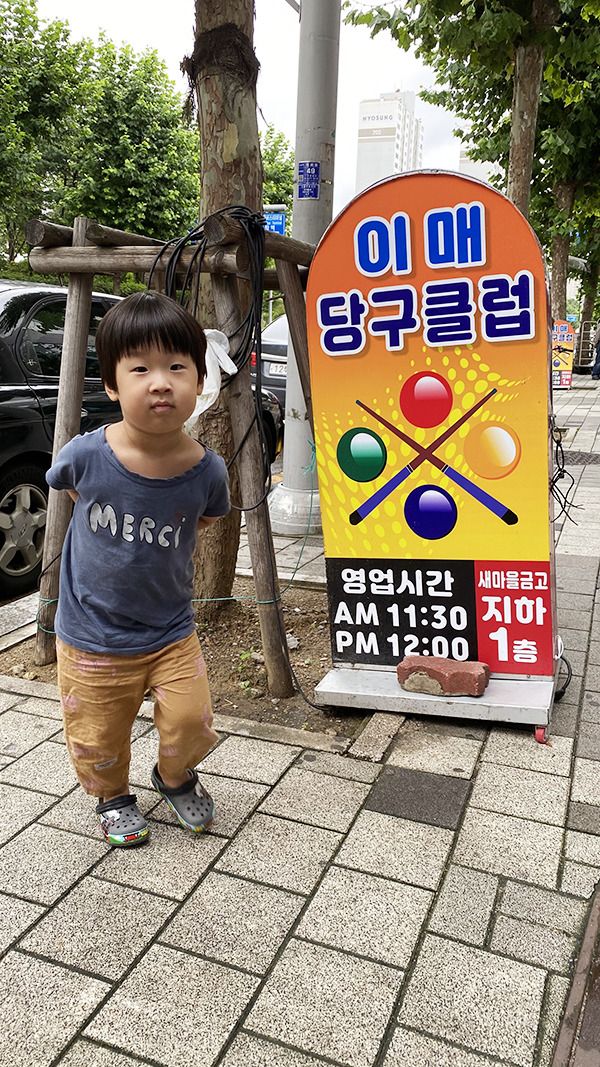 HYOSUNG
49
이매
당구클럽
MERCI
영업시간
AM 11:30
PM 12:00
새마을금고
지하
1층